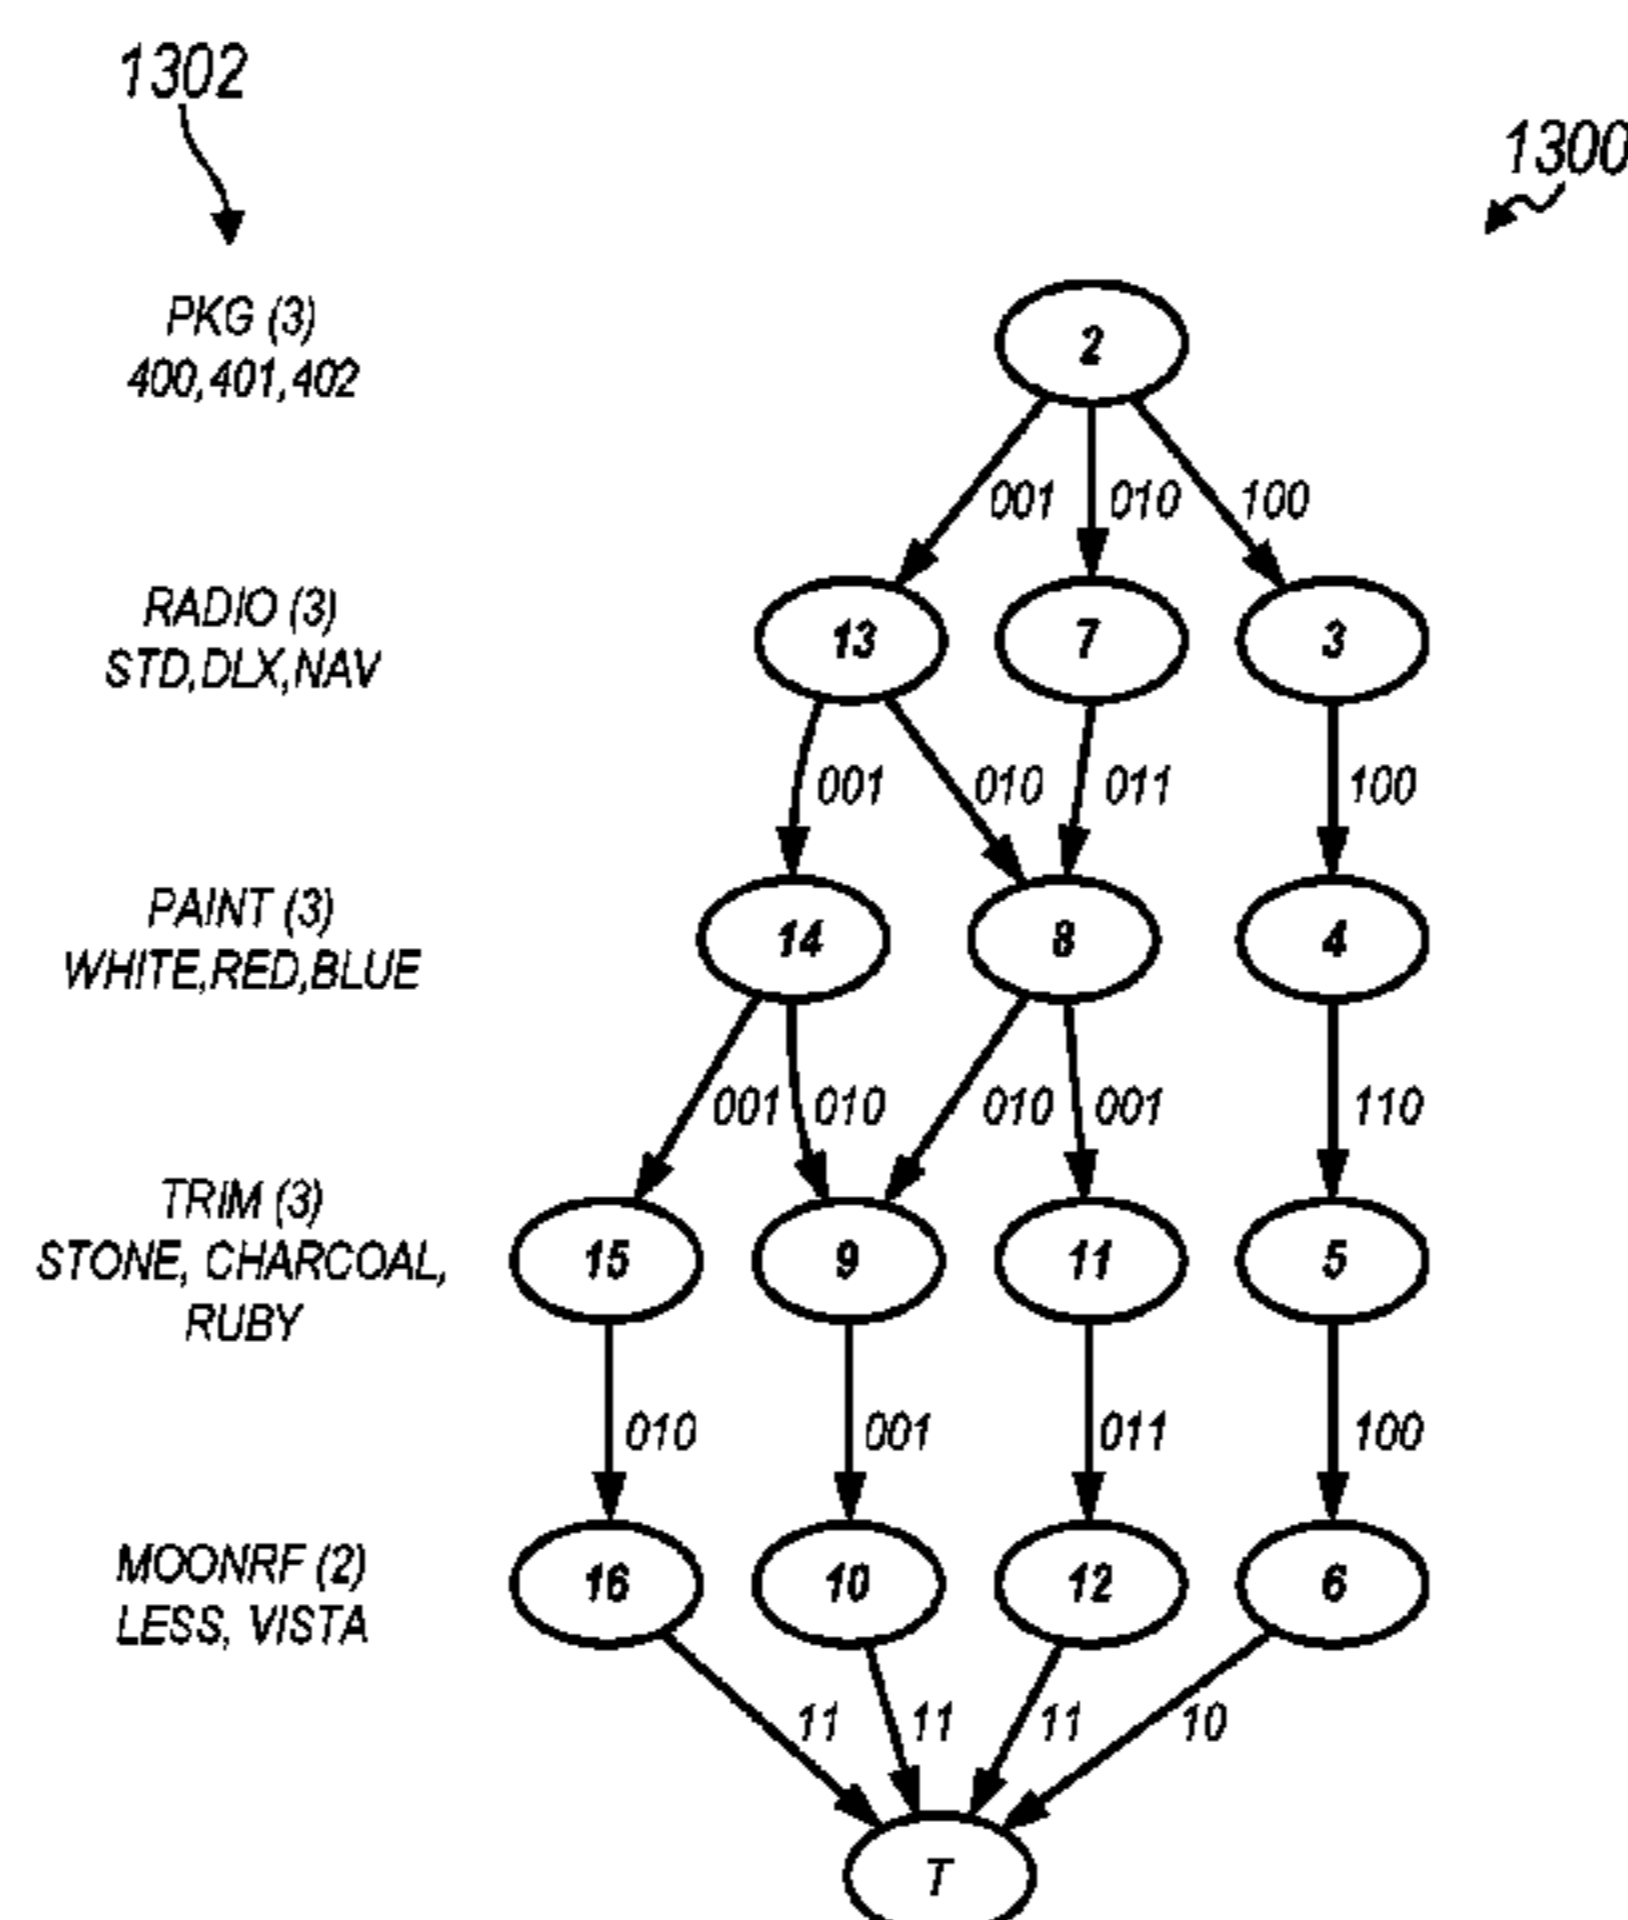 1302
1300
PKG (3)
400,401,402
2
001 010 100
RADIO (3)
STD,DLX,NAV
13 7 3
001 010 011 100
PAINT (3)
WHITE,RED,BLUE
14 8 4
001 010 010 001 110
TRIM (3)
STONE, CHARCOAL,
RUBY
15 9 11 5
010 001 011 100
MOONRF (2)
LESS, VISTA
16 10 12 6
11 11 11 10
T